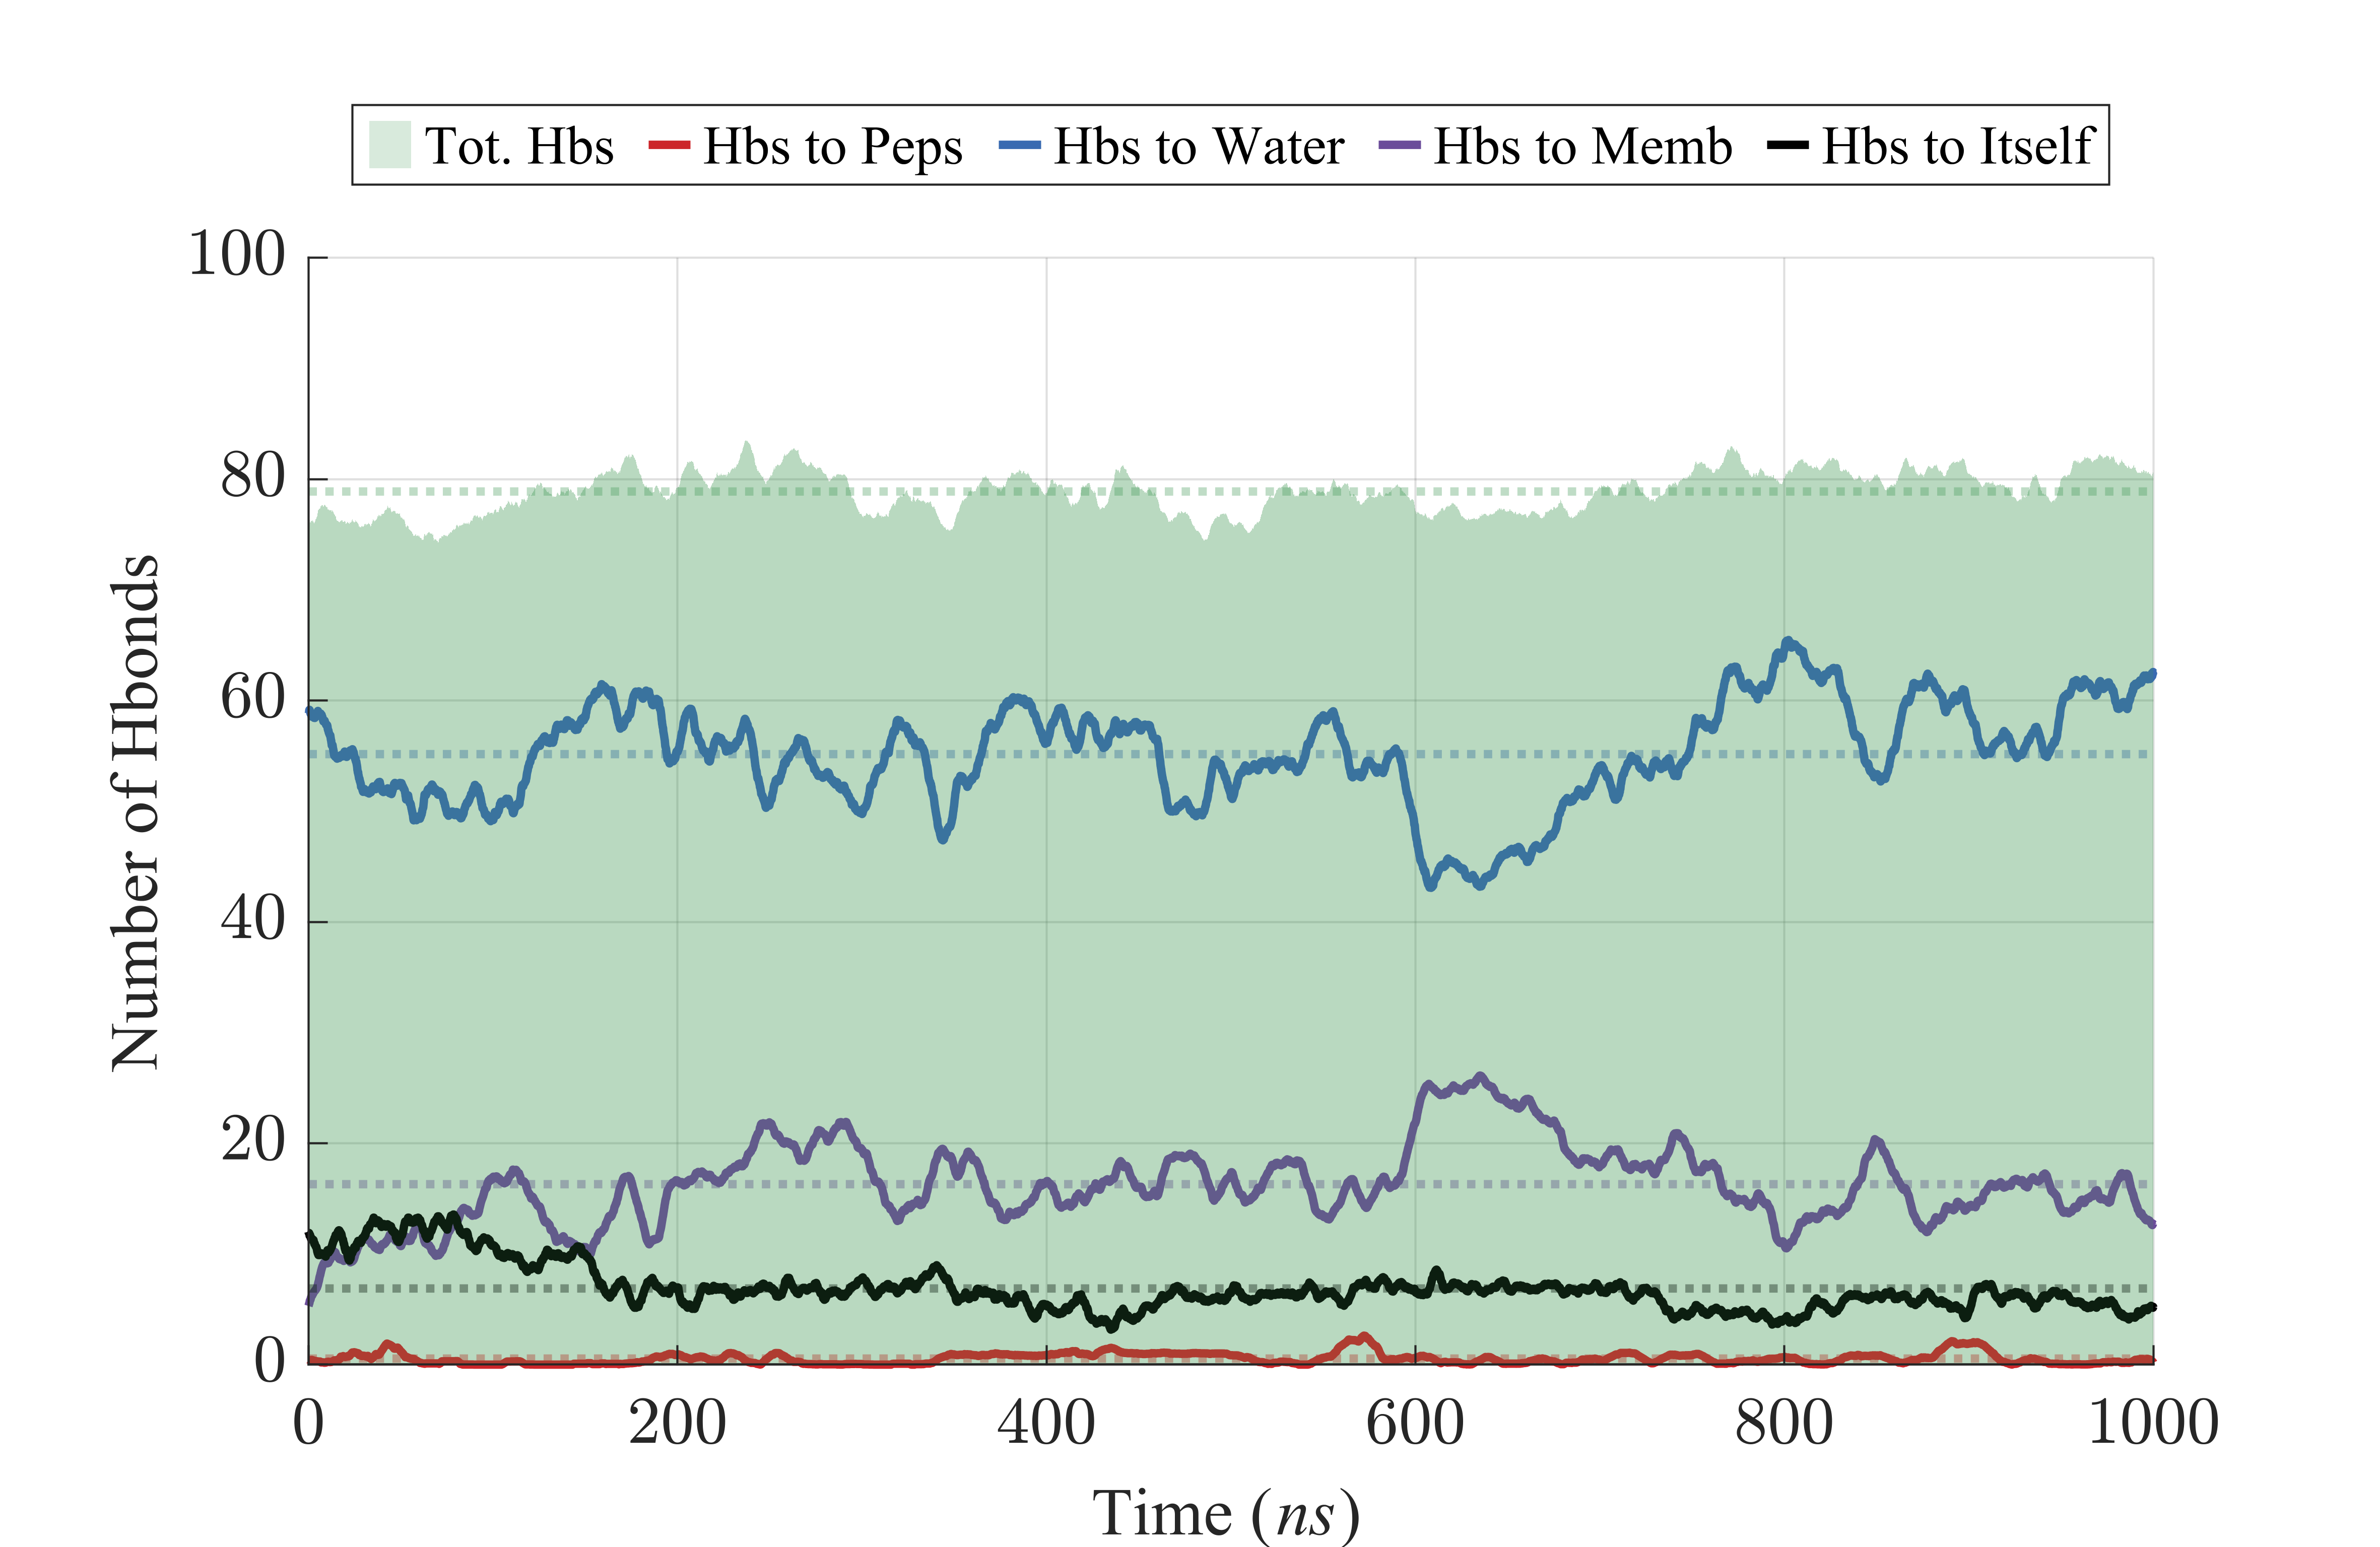 Tot. Hbs Hbs to Peps Hbs to Water Hbs to Memb Hbs to Itself
100
80
60
40
20
0
Number of Hbonds
0 200 400 600 800 1000
Time (ns)